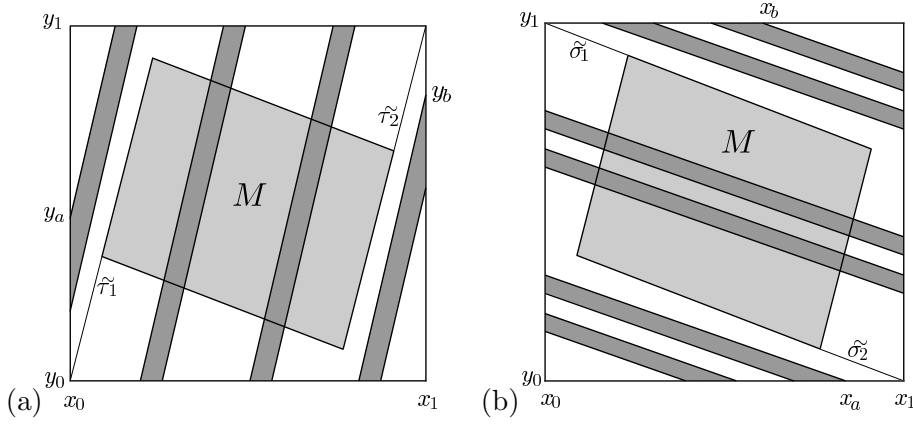 y₁
τ̃₂
y_b
M
y_a
τ̃₁
y₀
(a) x₀ x₁
x_b
y₁
σ̃₁
M
σ̃₂
y₀
(b) x₀ x_a x₁